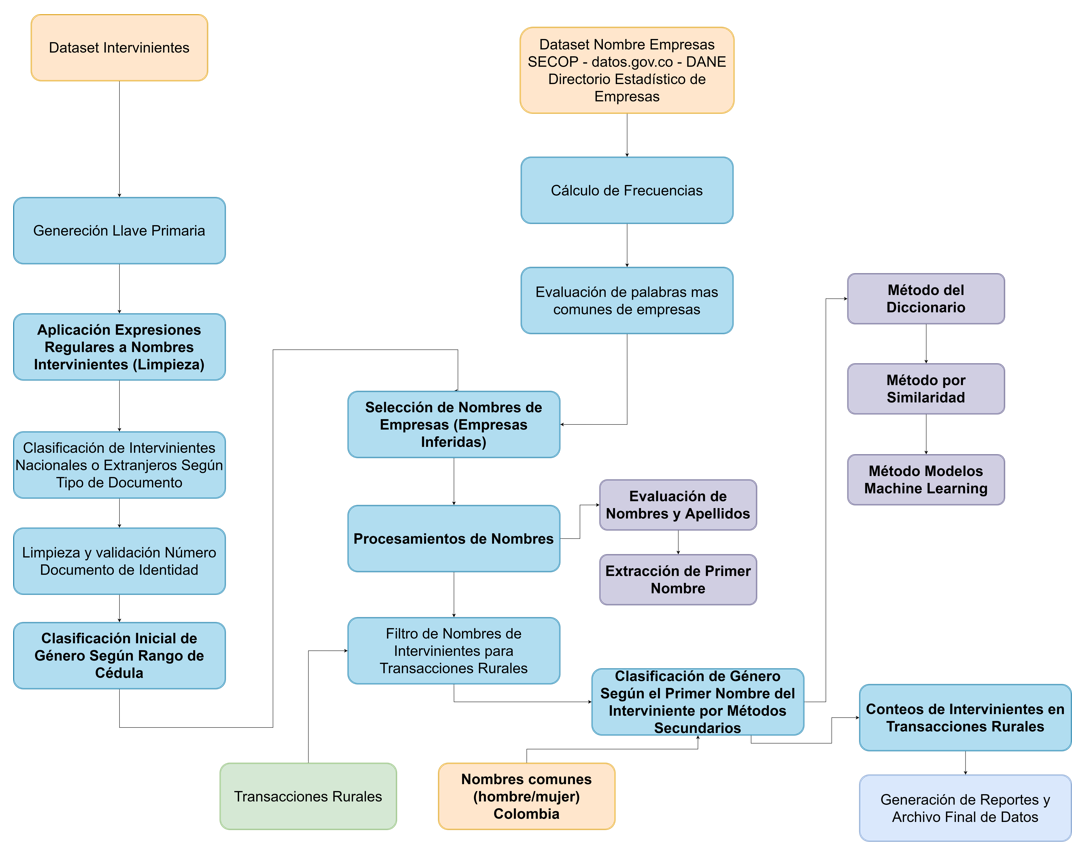 Dataset Intervinientes
Genereción Llave Primaria
Aplicación Expresiones
Regulares a Nombres
Intervinientes (Limpieza)
Clasificación de Intervinientes
Nacionales o Extranjeros Según
Tipo de Documento
Limpieza y validación Número
Documento de Identidad
Clasificación Inicial de
Género Según Rango de
Cédula
Dataset Nombre Empresas
SECOP - datos.gov.co - DANE
Directorio Estadístico de
Empresas
Cálculo de Frecuencias
Evaluación de palabras mas
comunes de empresas
Selección de Nombres de
Empresas (Empresas
Inferidas)
Procesamientos de Nombres
Evaluación de
Nombres y Apellidos
Extracción de Primer
Nombre
Filtro de Nombres de
Intervinientes para
Transacciones Rurales
Transacciones Rurales
Nombres comunes
(hombre/mujer)
Colombia
Clasificación de Género
Según el Primer Nombre del
Interviniente por Métodos
Secundarios
Método del
Diccionario
Método por
Similaridad
Método Modelos
Machine Learning
Conteos de Intervinientes en
Transacciones Rurales
Generación de Reportes y
Archivo Final de Datos